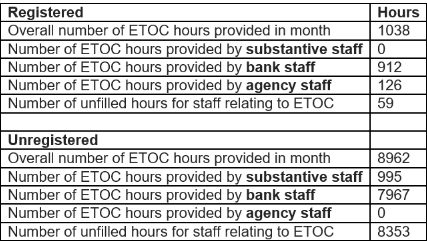 Registered Hours
Overall number of ETOC hours provided in month 1038
Number of ETOC hours provided by substantive staff 0
Number of ETOC hours provided by bank staff 912
Number of ETOC hours provided by agency staff 126
Number of unfilled hours for staff relating to ETOC 59
Unregistered
Overall number of ETOC hours provided in month 8962
Number of ETOC hours provided by substantive staff 995
Number of ETOC hours provided by bank staff 7967
Number of ETOC hours provided by agency staff 0
Number of unfilled hours for staff relating to ETOC 8353